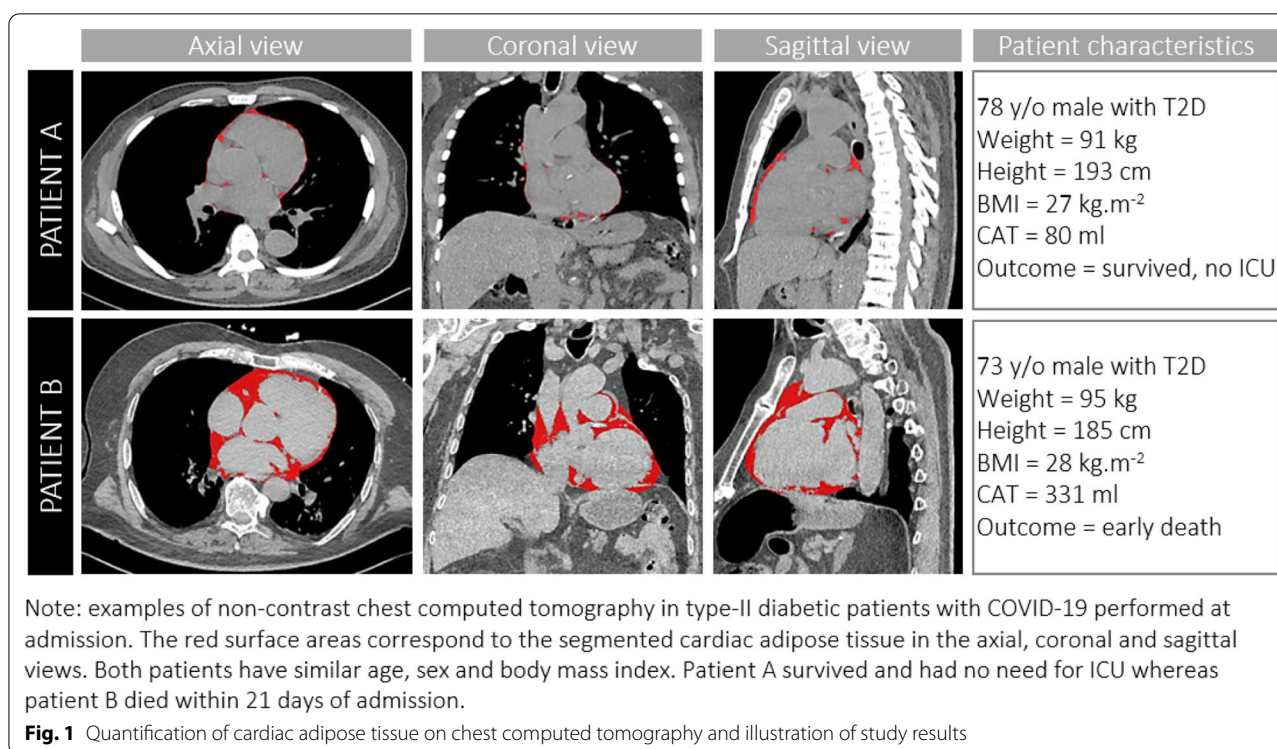 Axial view
Coronal view
Sagittal view
Patient characteristics
PATIENT A
78 y/o male with T2D
Weight = 91 kg
Height = 193 cm
BMI = 27 kg.m⁻²
CAT = 80 ml
Outcome = survived, no ICU
PATIENT B
73 y/o male with T2D
Weight = 95 kg
Height = 185 cm
BMI = 28 kg.m⁻²
CAT = 331 ml
Outcome = early death
Note: examples of non-contrast chest computed tomography in type-II diabetic patients with COVID-19 performed at
admission. The red surface areas correspond to the segmented cardiac adipose tissue in the axial, coronal and sagittal
views. Both patients have similar age, sex and body mass index. Patient A survived and had no need for ICU whereas
patient B died within 21 days of admission.
Fig. 1 Quantification of cardiac adipose tissue on chest computed tomography and illustration of study results